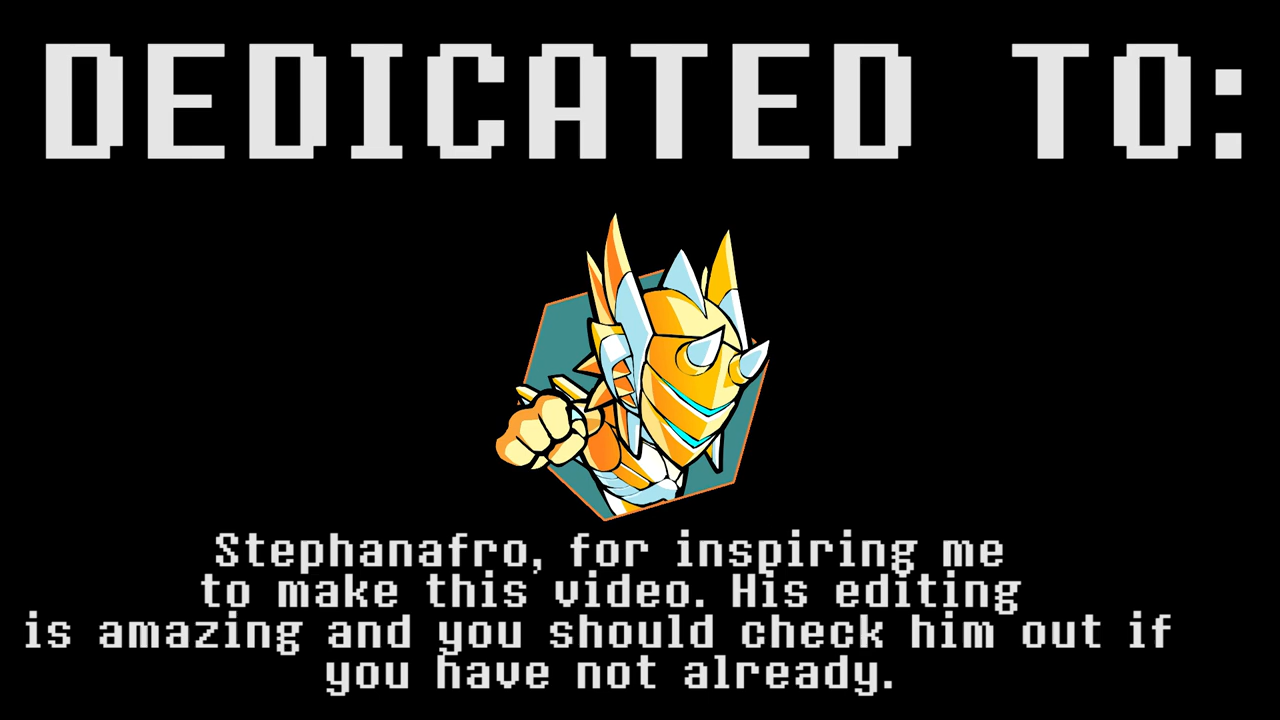 DEDICATED TO:
Stephanafro, for inspiring me
to make this video. His editing
is amazing and you should check him out if
you have not already.